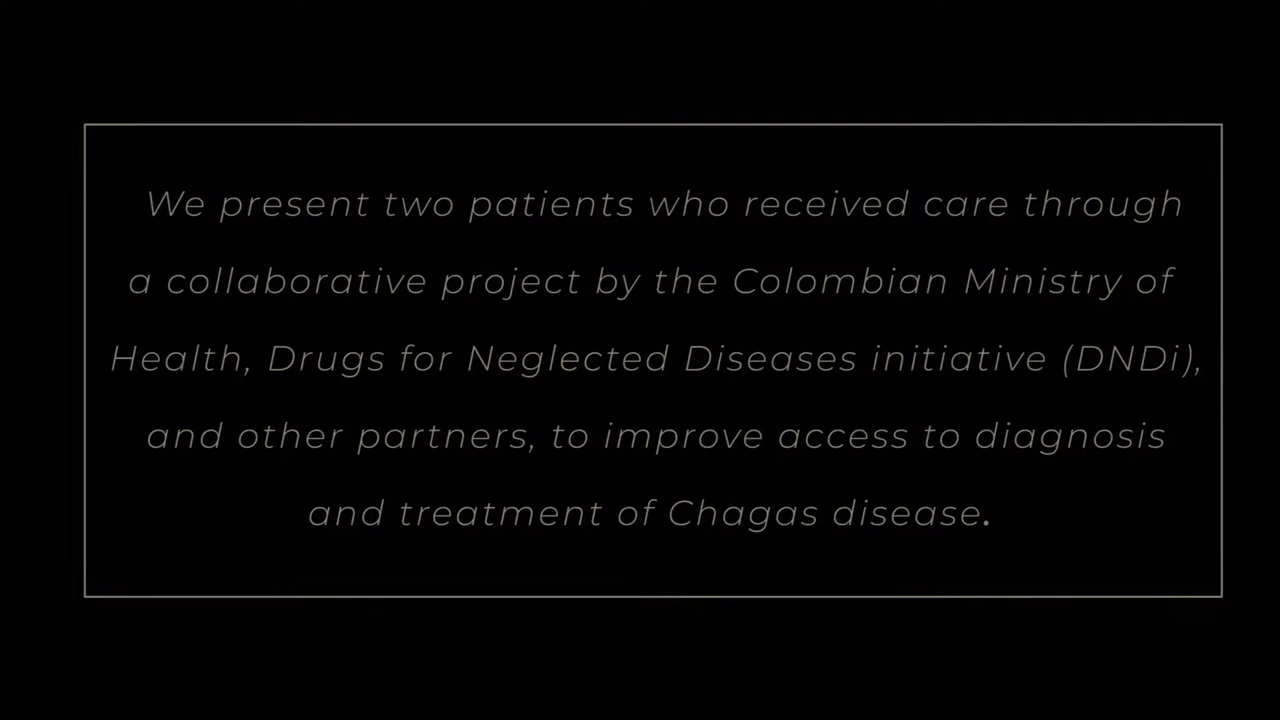 We present two patients who received care through
a collaborative project by the Colombian Ministry of
Health, Drugs for Neglected Diseases initiative (DNDi),
and other partners, to improve access to diagnosis
and treatment of Chagas disease.